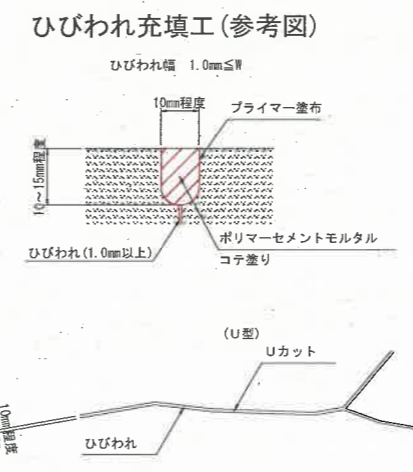 ひびわれ充填工(参考図)
ひびわれ幅 1.0mm≦W
10mm程度
プライマー塗布
10～15mm程度
ひびわれ(1.0mm以上)
ポリマーセメントモルタル
コテ塗り
(U型)
Uカット
10mm程度
ひびわれ